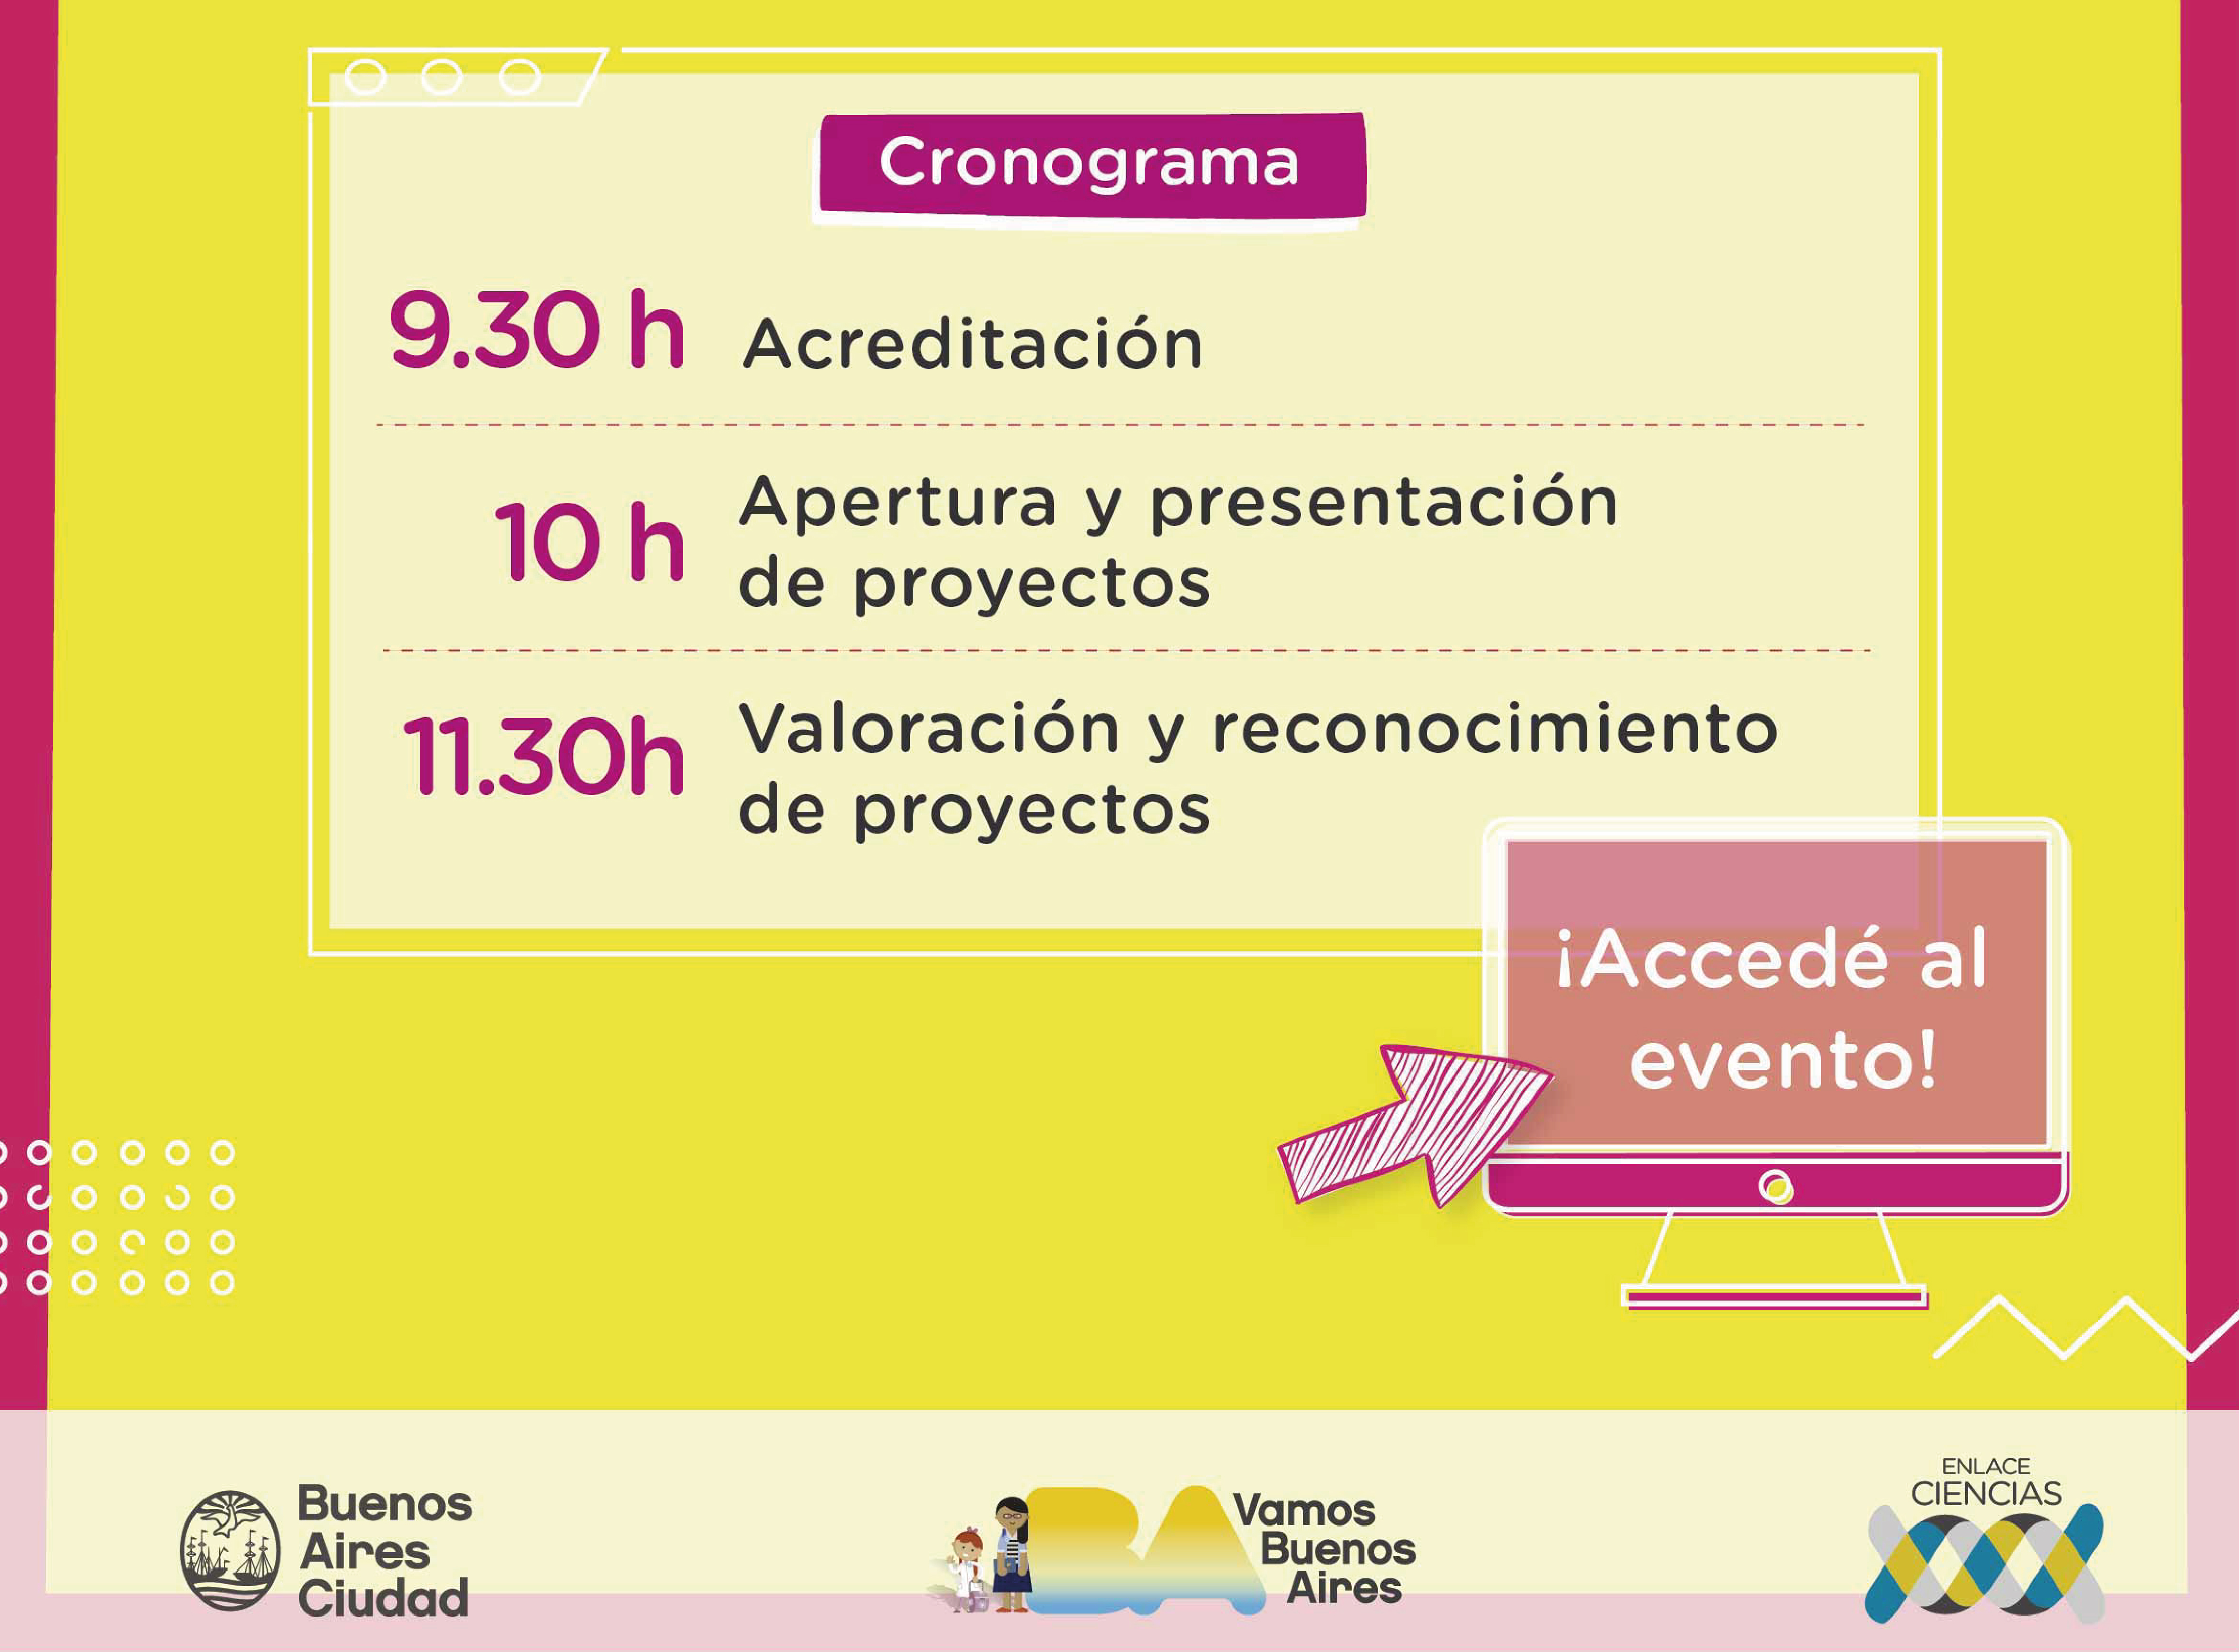 Cronograma
9.30 h Acreditación
10 h Apertura y presentación
de proyectos
11.30h Valoración y reconocimiento
de proyectos
¡Accedé al
evento!
Buenos
Aires
Ciudad
BA
Vamos
Buenos
Aires
ENLACE
CIENCIAS